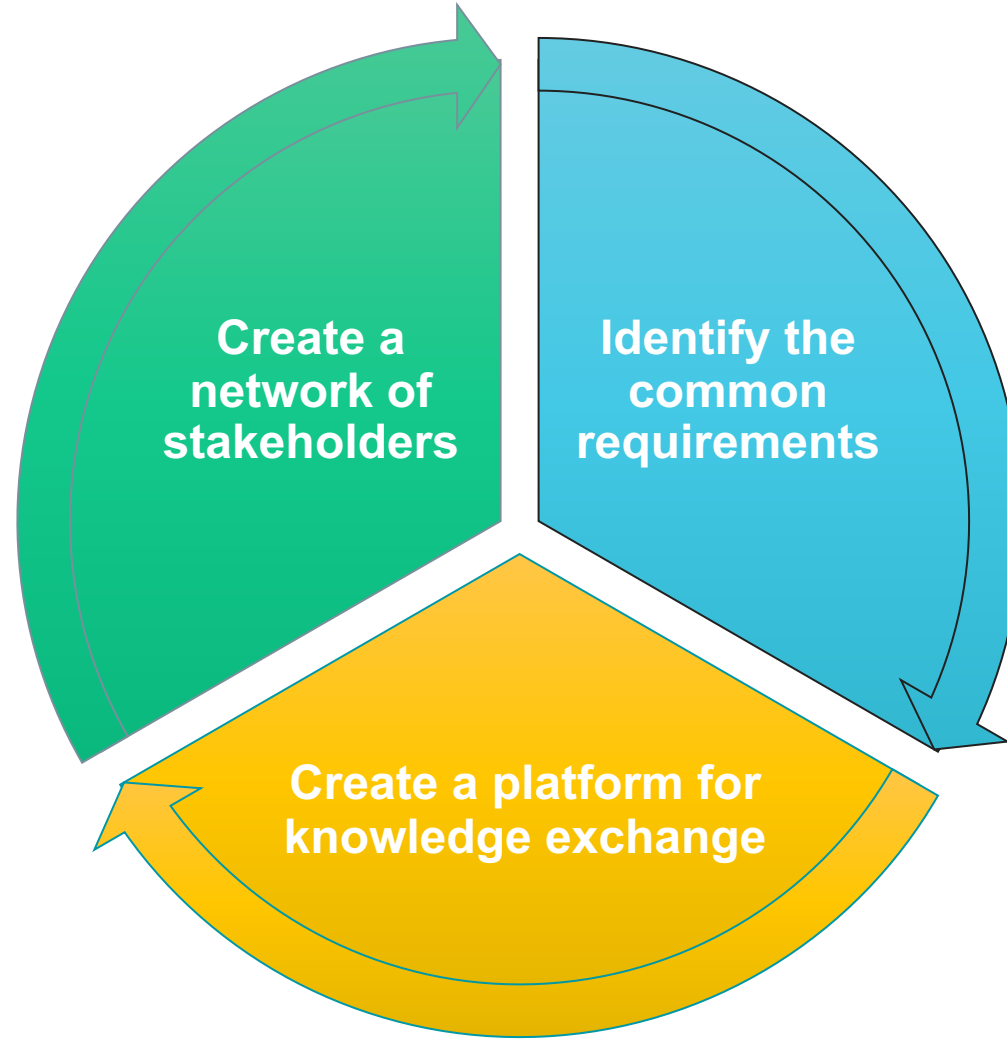 Create a
network of
stakeholders
Identify the
common
requirements
Create a platform for
knowledge exchange